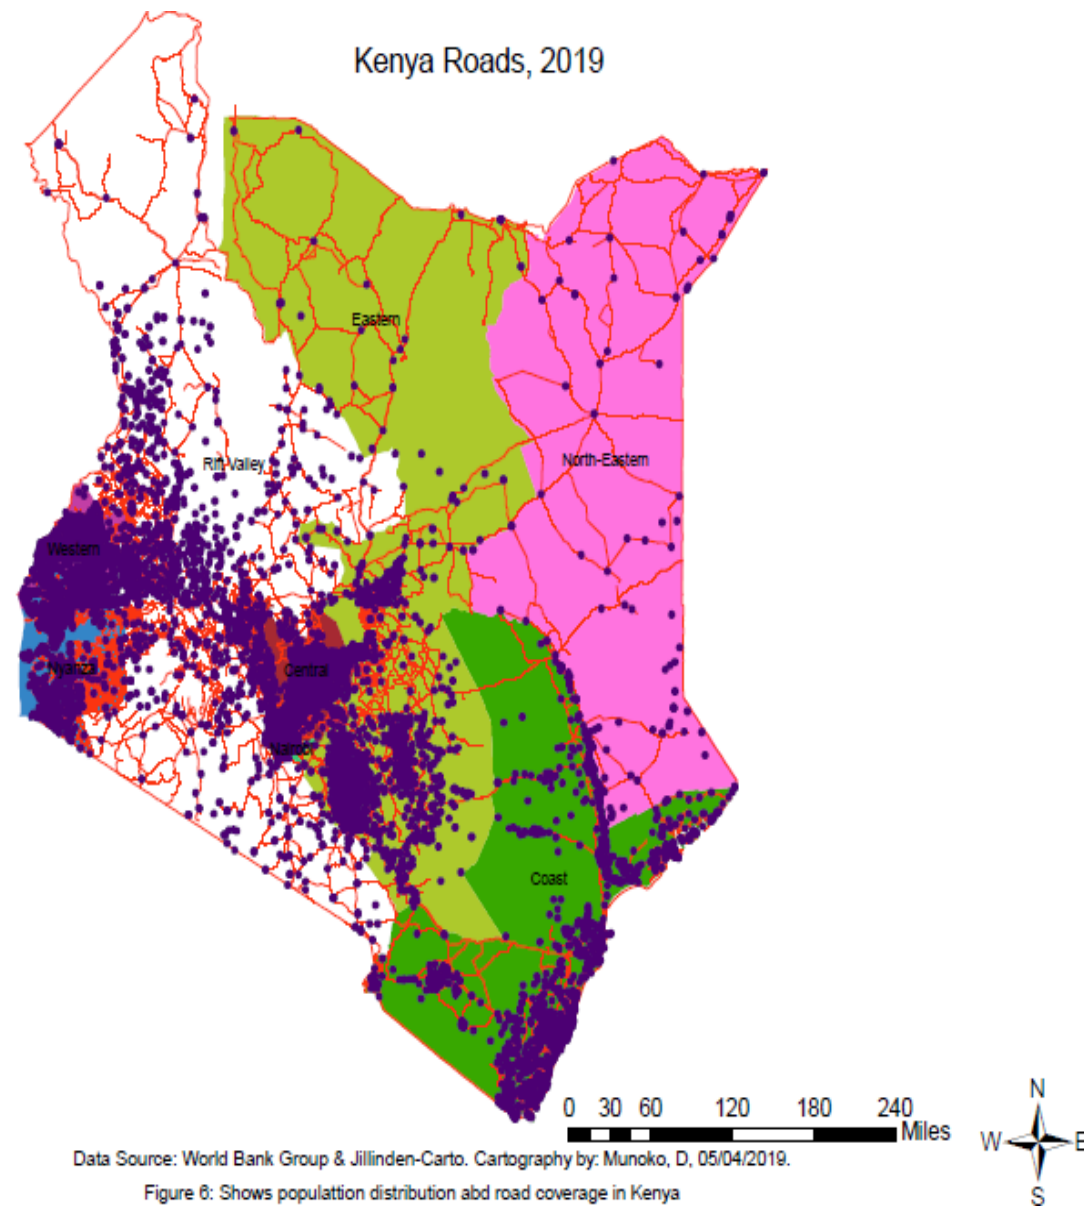 Kenya Roads, 2019
Eastern
North-Eastern
Rift Valley
Western
Nyanza
Central
Nairobi
Coast
0 30 60 120 180 240
Miles
N
W E
S
Data Source: World Bank Group & Jillinden-Carto. Cartography by: Munoko, D, 05/04/2019.
Figure 6: Shows populattion distribution abd road coverage in Kenya